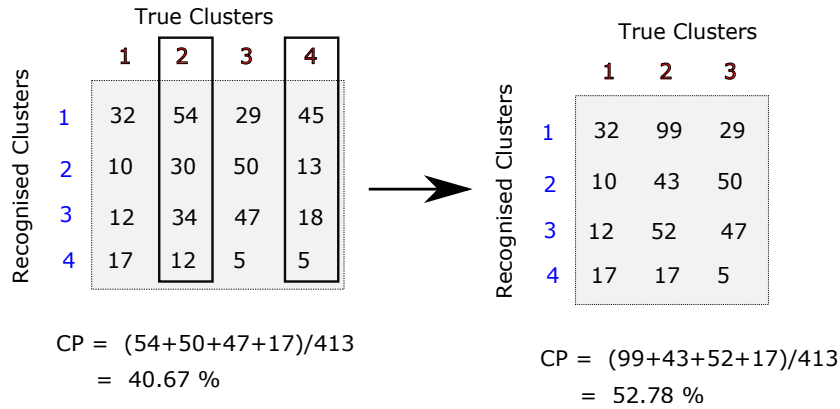 True Clusters
1 2 3 4
Recognised Clusters
1 32 54 29 45
2 10 30 50 13
3 12 34 47 18
4 17 12 5 5
CP = (54+50+47+17)/413
= 40.67 %
True Clusters
1 2 3
Recognised Clusters
1 32 99 29
2 10 43 50
3 12 52 47
4 17 17 5
CP = (99+43+52+17)/413
= 52.78 %